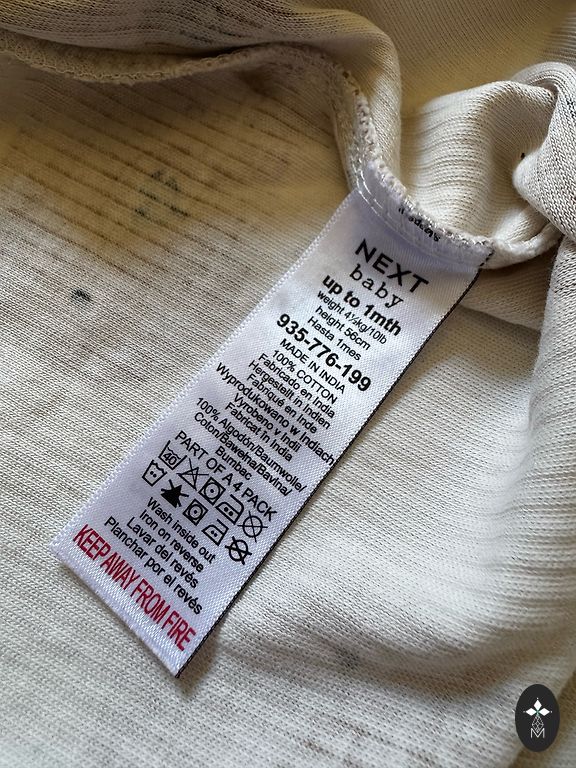 NEXT
baby
up to 1mth
weight 4½kg/10lb
height 56cm
Hasta 1mes
935-776-199
MADE IN INDIA
100% COTTON
Fabricado en India
Hergestellt in Indien
Fabriqué en Inde
Wyprodukowano w Indiach
Vyrobeno v Indii
Fabricat în India
100% Algodón/Baumwolle/
Coton/Bawełna/Bavlna/
Bumbac
PART OF A 4 PACK
40
Wash inside out
Iron on reverse
Lavar del revés
Planchar por el revés
KEEP AWAY FROM FIRE
M